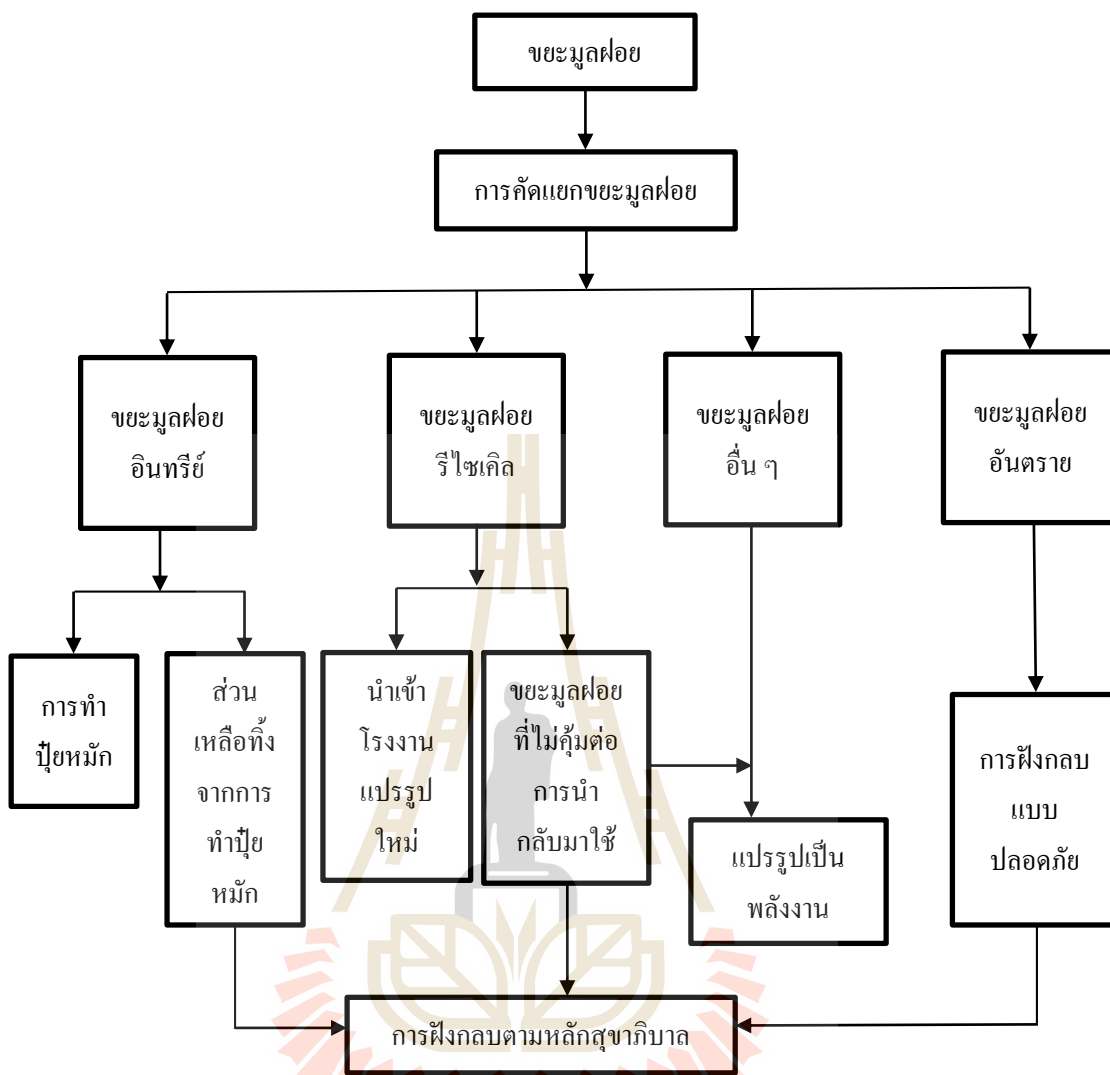 ขยะมูลฝอย
การคัดแยกขยะมูลฝอย
ขยะมูลฝอย
อินทรีย์
ขยะมูลฝอย
รีไซเคิล
ขยะมูลฝอย
อื่น ๆ
ขยะมูลฝอย
อันตราย
การทำ
ปุ๋ยหมัก
ส่วน
เหลือทิ้ง
จากการ
ทำปุ๋ย
หมัก
นำเข้า
โรงงาน
แปรรูป
ใหม่
ขยะมูลฝอย
ที่ไม่คุ้มต่อ
การนำ
กลับมาใช้
แปรรูปเป็น
พลังงาน
การฝังกลบ
แบบ
ปลอดภัย
การฝังกลบตามหลักสุขาภิบาล